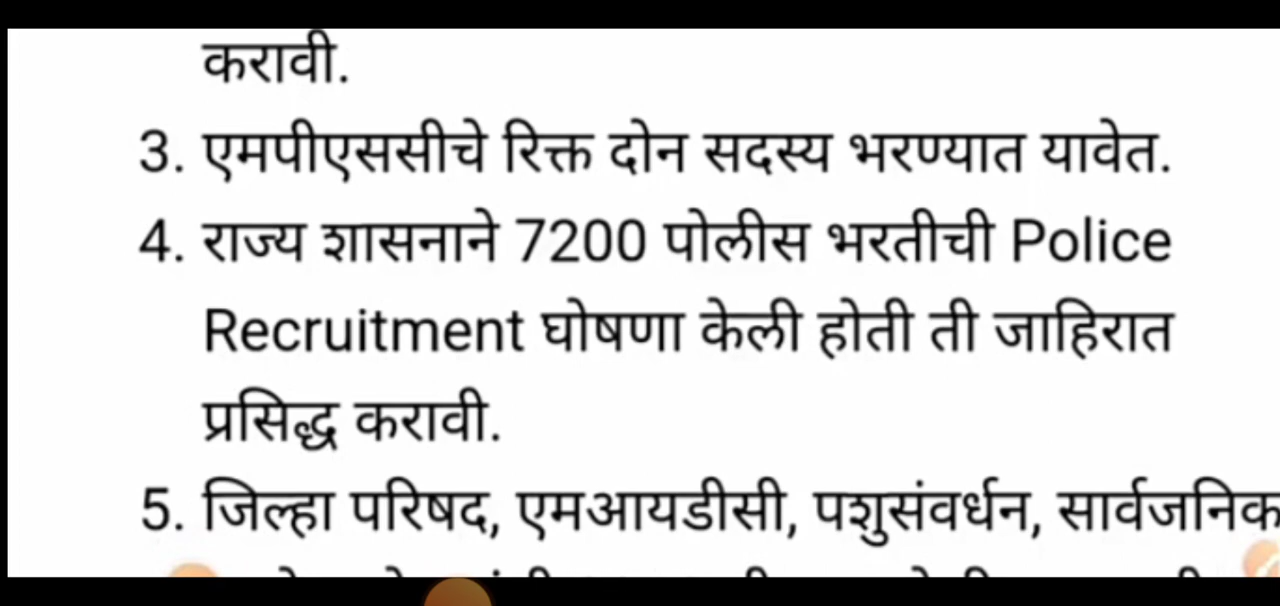 करावी.
3. एमपीएससीचे रिक्त दोन सदस्य भरण्यात यावेत.
4. राज्य शासनाने 7200 पोलीस भरतीची Police
Recruitment घोषणा केली होती ती जाहिरात
प्रसिद्ध करावी.
5. जिल्हा परिषद, एमआयडीसी, पशुसंवर्धन, सार्वजनिक